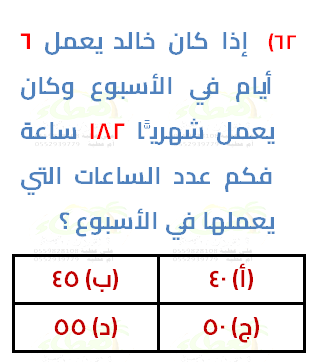 ٦٢) إذا كان خالد يعمل ٦
أيام في الأسبوع وكان
يعمل شهريًّا ١٨٢ ساعة
فكم عدد الساعات التي
يعملها في الأسبوع ؟
(أ) ٤٠ (ب) ٤٥
(ج) ٥٠ (د) ٥٥